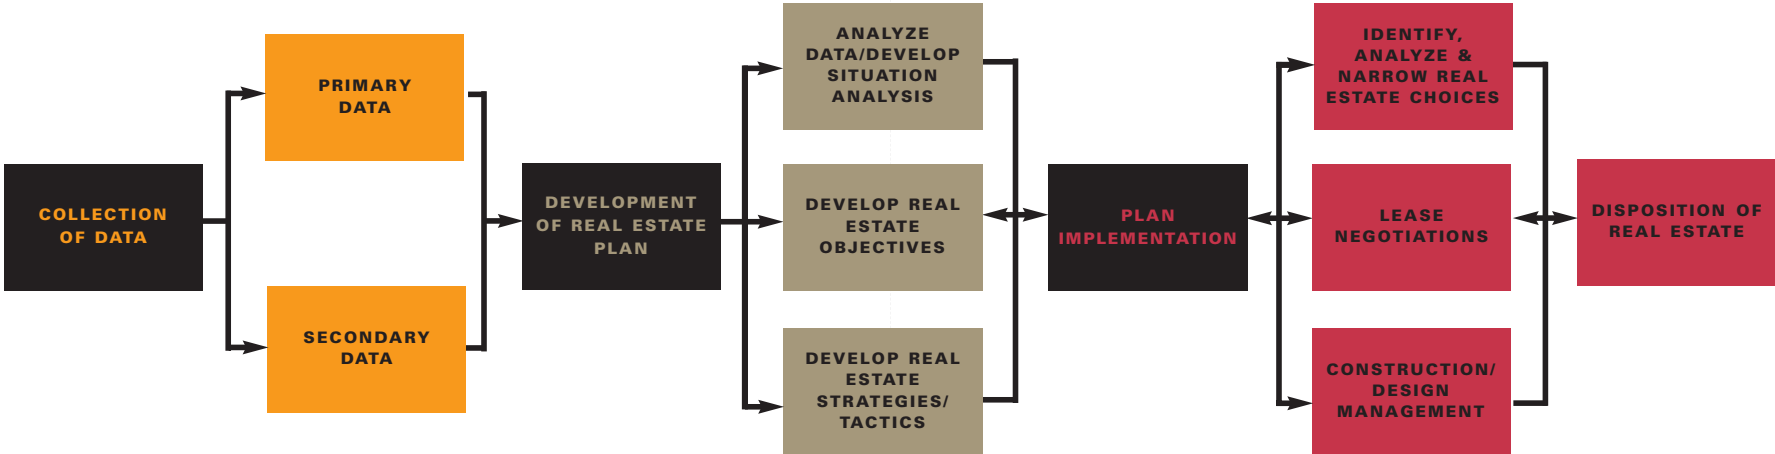 COLLECTION
OF DATA
PRIMARY
DATA
SECONDARY
DATA
DEVELOPMENT
OF REAL ESTATE
PLAN
ANALYZE
DATA/DEVELOP
SITUATION
ANALYSIS
DEVELOP REAL
ESTATE
OBJECTIVES
DEVELOP REAL
ESTATE
STRATEGIES/
TACTICS
PLAN
IMPLEMENTATION
IDENTIFY,
ANALYZE &
NARROW REAL
ESTATE CHOICES
LEASE
NEGOTIATIONS
CONSTRUCTION/
DESIGN
MANAGEMENT
DISPOSITION OF
REAL ESTATE